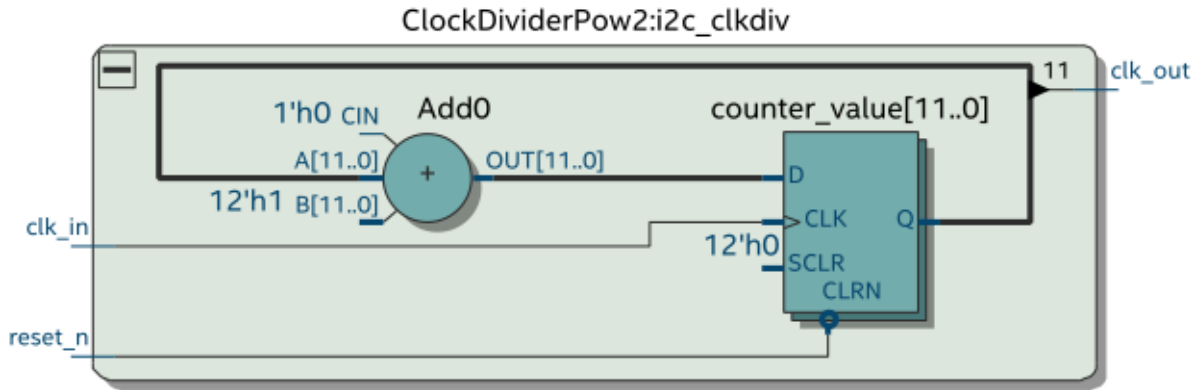 ClockDividerPow2:i2c_clkdiv
11
clk_out
1'h0 CIN
Add0
counter_value[11..0]
A[11..0]
+
OUT[11..0]
D
12'h1 B[11..0]
clk_in
CLK
Q
12'h0
SCLR
CLRN
reset_n